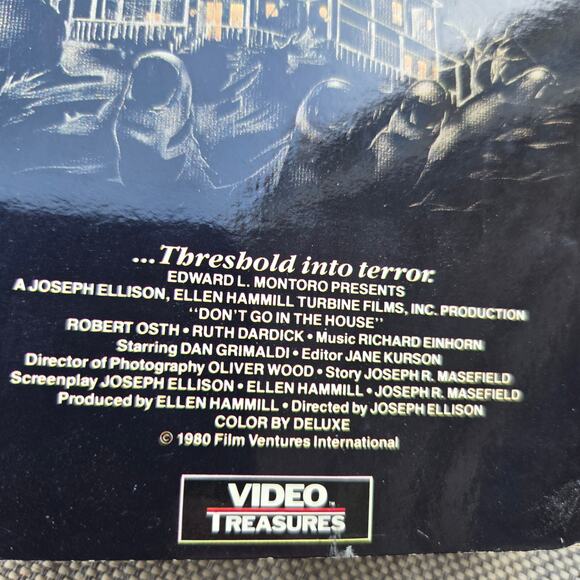 ...Threshold into terror.
EDWARD L. MONTORO PRESENTS
A JOSEPH ELLISON, ELLEN HAMMILL TURBINE FILMS, INC. PRODUCTION
"DON'T GO IN THE HOUSE"
ROBERT OSTH • RUTH DARDICK • Music RICHARD EINHORN
Starring DAN GRIMALDI • Editor JANE KURSON
Director of Photography OLIVER WOOD • Story JOSEPH R. MASEFIELD
Screenplay JOSEPH ELLISON • ELLEN HAMMILL • JOSEPH R. MASEFIELD
Produced by ELLEN HAMMILL • Directed by JOSEPH ELLISON
COLOR BY DELUXE
© 1980 Film Ventures International
VIDEO™
TREASURES